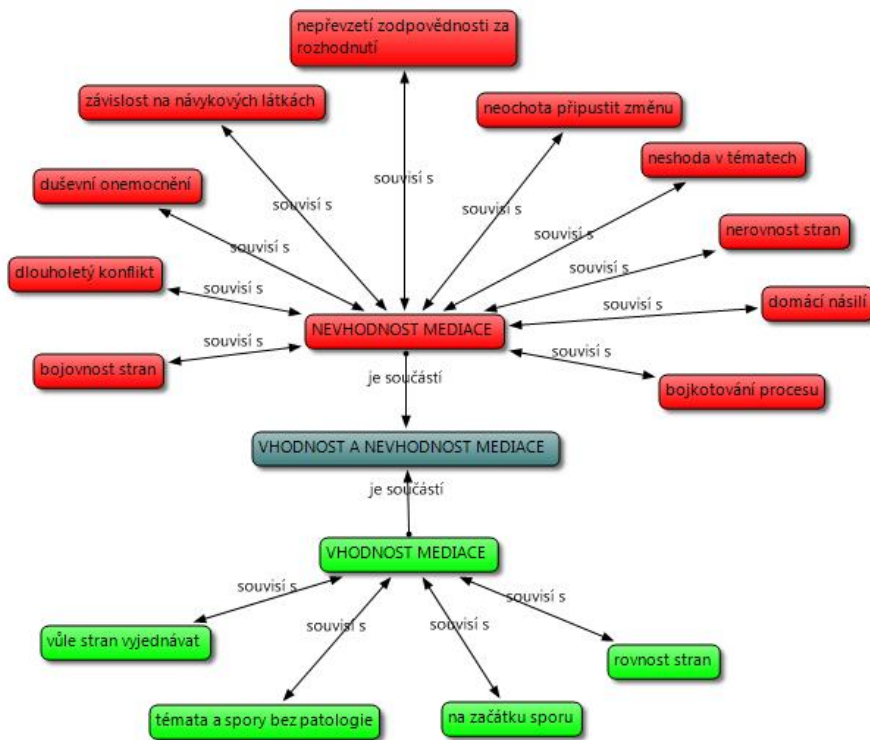 nepřevzetí zodpovědnosti za
rozhodnutí
závislost na návykových látkách
neochota připustit změnu
neshoda v tématech
souvisí s
duševní onemocnění
souvisí s
souvisí s
nerovnost stran
souvisí s
souvisí s
dlouholetý konflikt
souvisí s
souvisí s
domácí násilí
souvisí s
NEVHODNOST MEDIACE
souvisí s
souvisí s
bojovnost stran
je součástí
bojkotování procesu
VHODNOST A NEVHODNOST MEDIACE
je součástí
VHODNOST MEDIACE
souvisí s
souvisí s
souvisí s
souvisí s
vůle stran vyjednávat
rovnost stran
témata a spory bez patologie
na začátku sporu